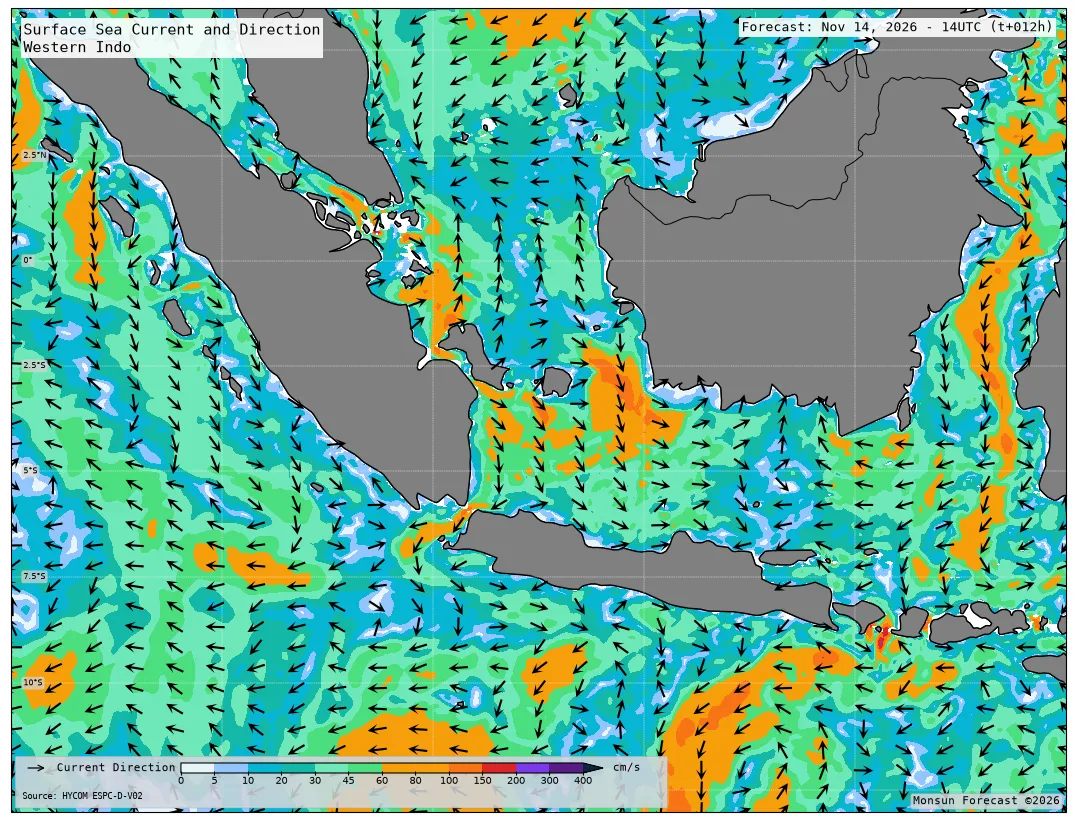 Surface Sea Current and Direction
Western Indo
Forecast: Nov 14, 2026 - 14UTC (t+012h)
2.5°N
0°
2.5°S
5°S
7.5°S
10°S
Current Direction
0 5 10 20 30 45 60 80 100 150 200 300 400
cm/s
Source: HYCOM ESPC-D-V02
Monsun Forecast ©2026